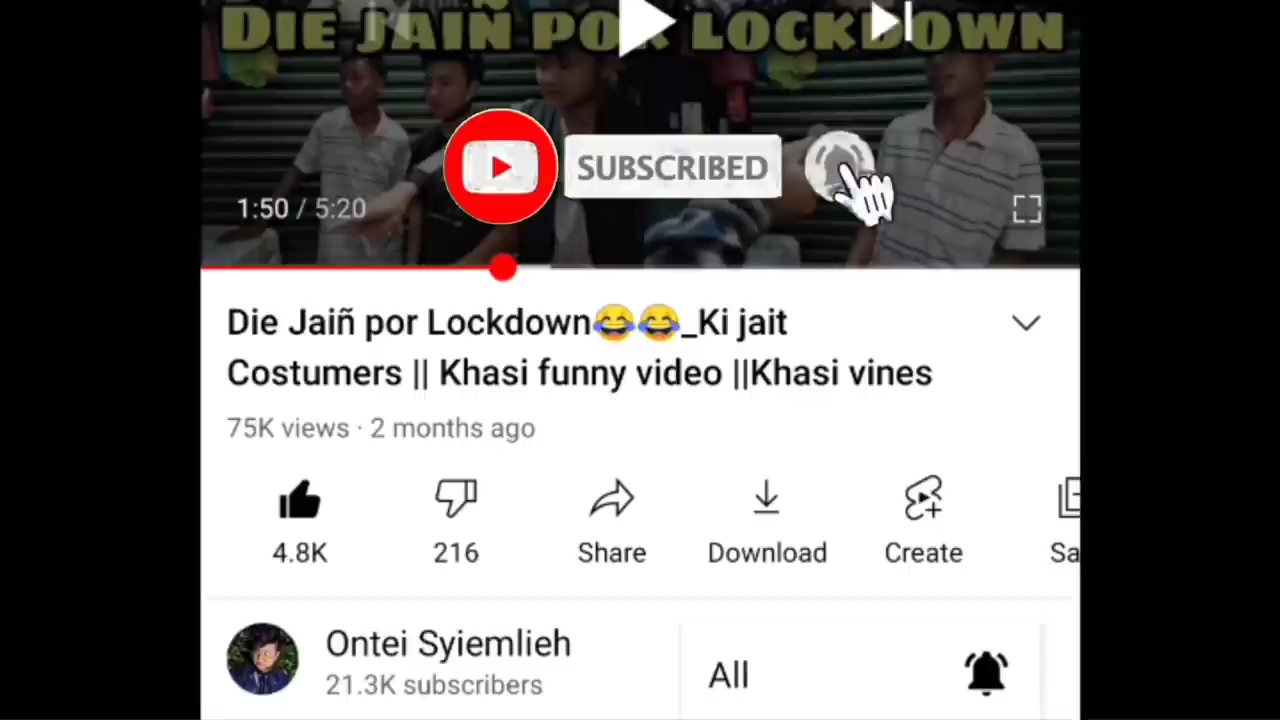 DIE JAIÑ POR LOCKDOWN
SUBSCRIBED
1:50 / 5:20
Die Jaiñ por Lockdown😂😂_Ki jait
Costumers || Khasi funny video ||Khasi vines
75K views · 2 months ago
4.8K 216 Share Download Create Sa
Ontei Syiemlieh
21.3K subscribers
All